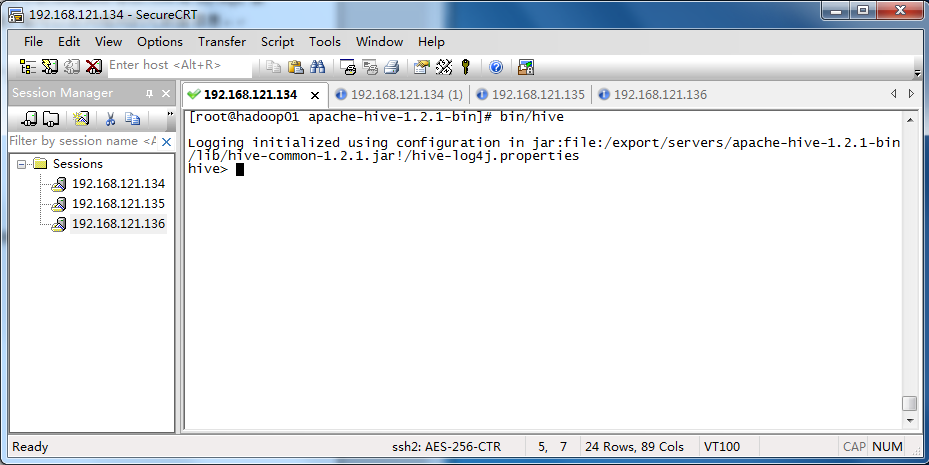 192.168.121.134 - SecureCRT
File Edit View Options Transfer Script Tools Window Help
Enter host <Alt+R>
Session Manager
192.168.121.134
192.168.121.134 (1)
192.168.121.135
192.168.121.136
Filter by session name <A
Sessions
192.168.121.134
192.168.121.135
192.168.121.136
[root@hadoop01 apache-hive-1.2.1-bin]# bin/hive
Logging initialized using configuration in jar:file:/export/servers/apache-hive-1.2.1-bin
/lib/hive-common-1.2.1.jar!/hive-log4j.properties
hive>
Ready
ssh2: AES-256-CTR
5, 7
24 Rows, 89 Cols
VT100
CAP NUM